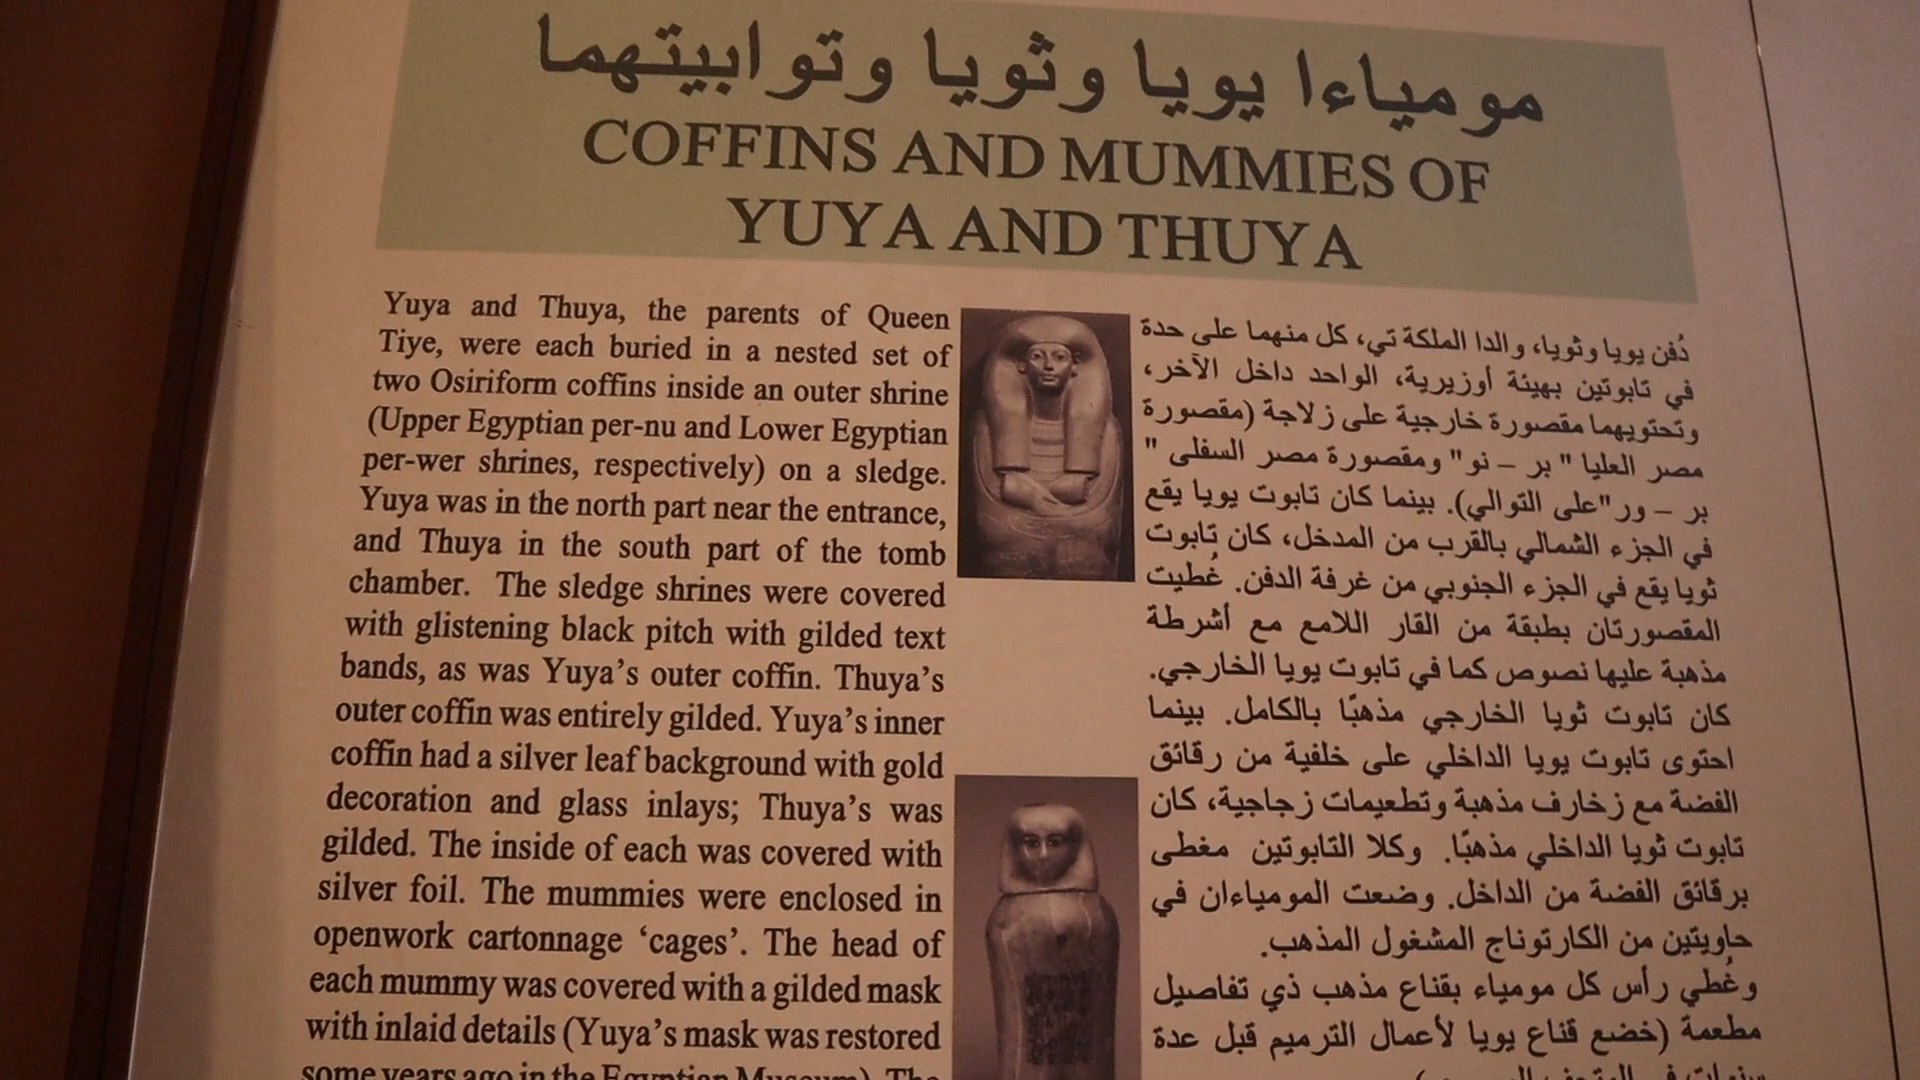 مومياءا يويا وثويا وتوابيتهما
COFFINS AND MUMMIES OF
YUYA AND THUYA
Yuya and Thuya, the parents of Queen
Tiye, were each buried in a nested set of
two Osiriform coffins inside an outer shrine
(Upper Egyptian per-nu and Lower Egyptian
per-wer shrines, respectively) on a sledge.
Yuya was in the north part near the entrance,
and Thuya in the south part of the tomb
chamber. The sledge shrines were covered
with glistening black pitch with gilded text
bands, as was Yuya’s outer coffin. Thuya’s
outer coffin was entirely gilded. Yuya’s inner
coffin had a silver leaf background with gold
decoration and glass inlays; Thuya’s was
gilded. The inside of each was covered with
silver foil. The mummies were enclosed in
openwork cartonnage ‘cages’. The head of
each mummy was covered with a gilded mask
with inlaid details (Yuya’s mask was restored
some years ago in the Egyptian Museum). The
دُفن يويا وثويا، والدا الملكة تي، كل منهما على حدة
في تابوتين بهيئة أوزيرية، الواحد داخل الآخر،
وتحتويهما مقصورة خارجية على زلاجة (مقصورة
مصر العليا " بر – نو" ومقصورة مصر السفلى "
بر – ور"على التوالي). بينما كان تابوت يويا يقع
في الجزء الشمالي بالقرب من المدخل، كان تابوت
ثويا يقع في الجزء الجنوبي من غرفة الدفن. غُطيت
المقصورتان بطبقة من القار اللامع مع أشرطة
مذهبة عليها نصوص كما في تابوت يويا الخارجي.
كان تابوت ثويا الخارجي مذهبًا بالكامل. بينما
احتوى تابوت يويا الداخلي على خلفية من رقائق
الفضة مع زخارف مذهبة وتطعيمات زجاجية، كان
تابوت ثويا الداخلي مذهبًا. وكلا التابوتين مغطى
برقائق الفضة من الداخل. وضعت المومياءان في
حاويتين من الكارتوناج المشغول المذهب.
وغُطي رأس كل مومياء بقناع مذهب ذي تفاصيل
مطعمة (خضع قناع يويا لأعمال الترميم قبل عدة